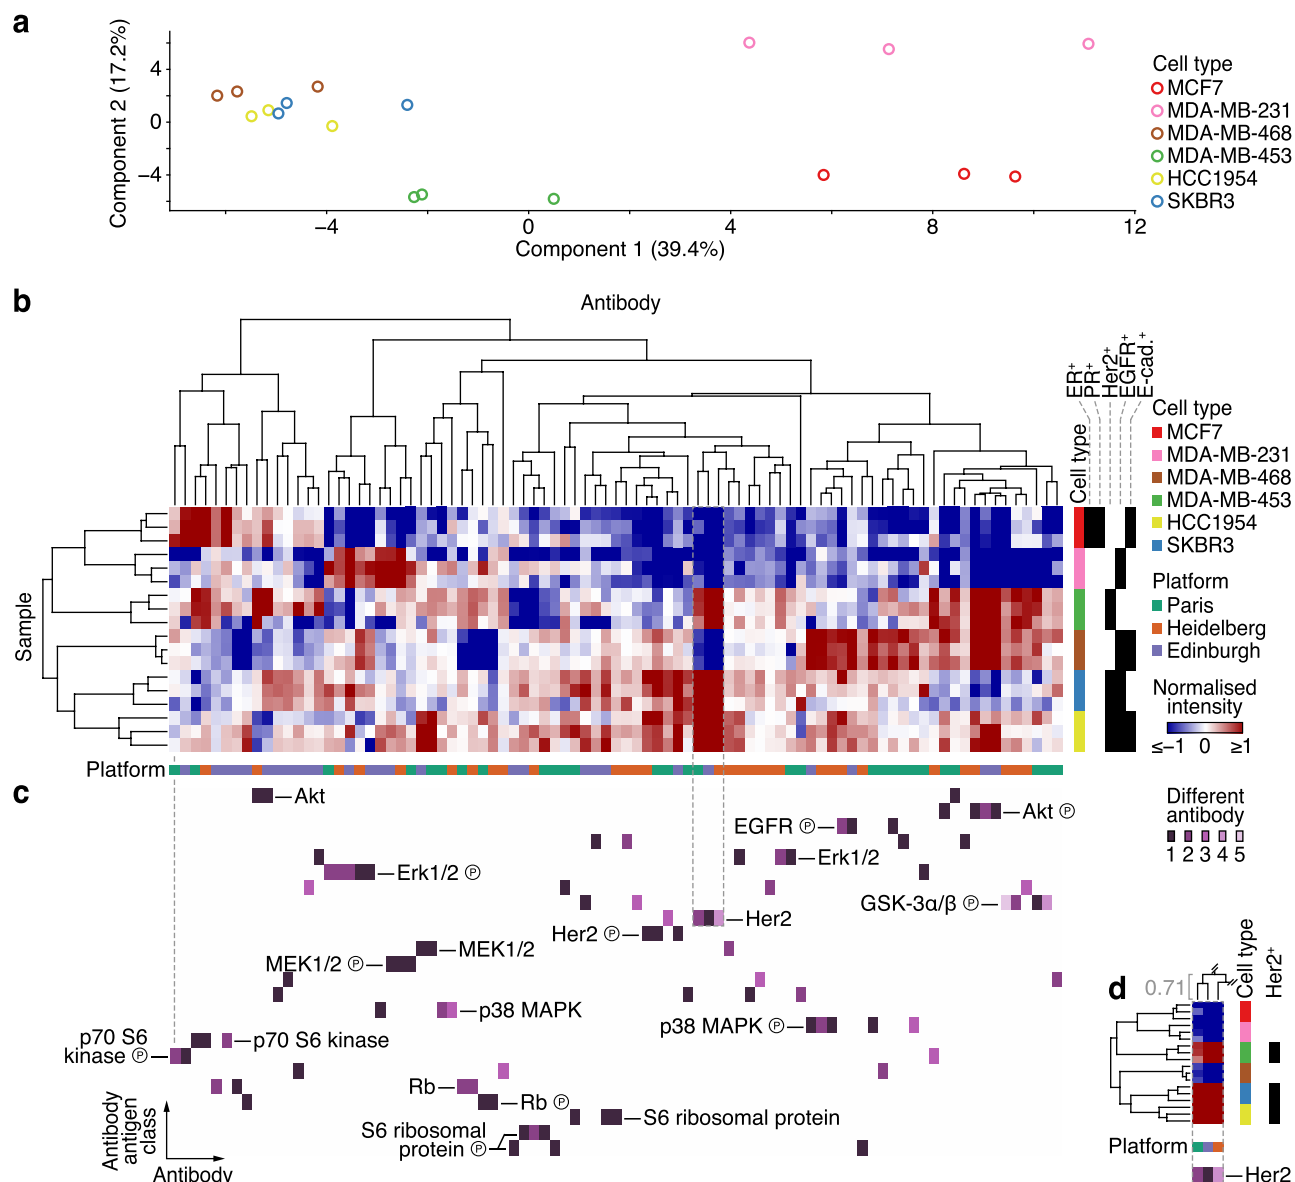 a
Component 2 (17.2%)
4
0
−4
−4
0
4
8
12
Component 1 (39.4%)
Cell type
MCF7
MDA-MB-231
MDA-MB-468
MDA-MB-453
HCC1954
SKBR3
b
Antibody
Sample
Cell type
ER+
PR+
Her2+
EGFR+
E-cad.+
Cell type
MCF7
MDA-MB-231
MDA-MB-468
MDA-MB-453
HCC1954
SKBR3
Platform
Paris
Heidelberg
Edinburgh
Normalised
intensity
≤−1 0 ≥1
Platform
c
Different
antibody
1 2 3 4 5
Akt
Akt Ⓟ
EGFR Ⓟ
Erk1/2
Erk1/2 Ⓟ
GSK-3α/β Ⓟ
Her2
Her2 Ⓟ
MEK1/2
MEK1/2 Ⓟ
p38 MAPK
p38 MAPK Ⓟ
p70 S6 kinase
p70 S6
kinase Ⓟ
Rb
Rb Ⓟ
S6 ribosomal protein
S6 ribosomal
protein Ⓟ
Antibody
antigen
class
Antibody
d
0.71
Cell type
Her2+
Platform
Her2